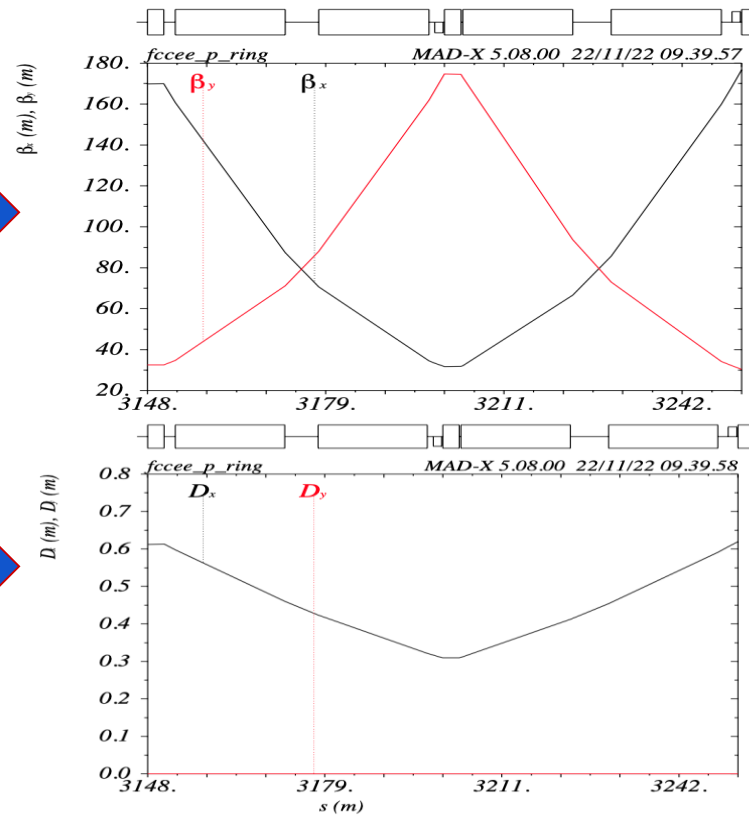 fccee_p_ring MAD-X 5.08.00 22/11/22 09.39.57
180.
160.
140.
120.
100.
80.
60.
40.
20.
βx (m), βy (m)
βy βx
3148. 3179. 3211. 3242.
fccee_p_ring MAD-X 5.08.00 22/11/22 09.39.58
0.8
0.7
0.6
0.5
0.4
0.3
0.2
0.1
0.0
D (m), D (m)
Dx Dy
3148. 3179. 3211. 3242.
s (m)